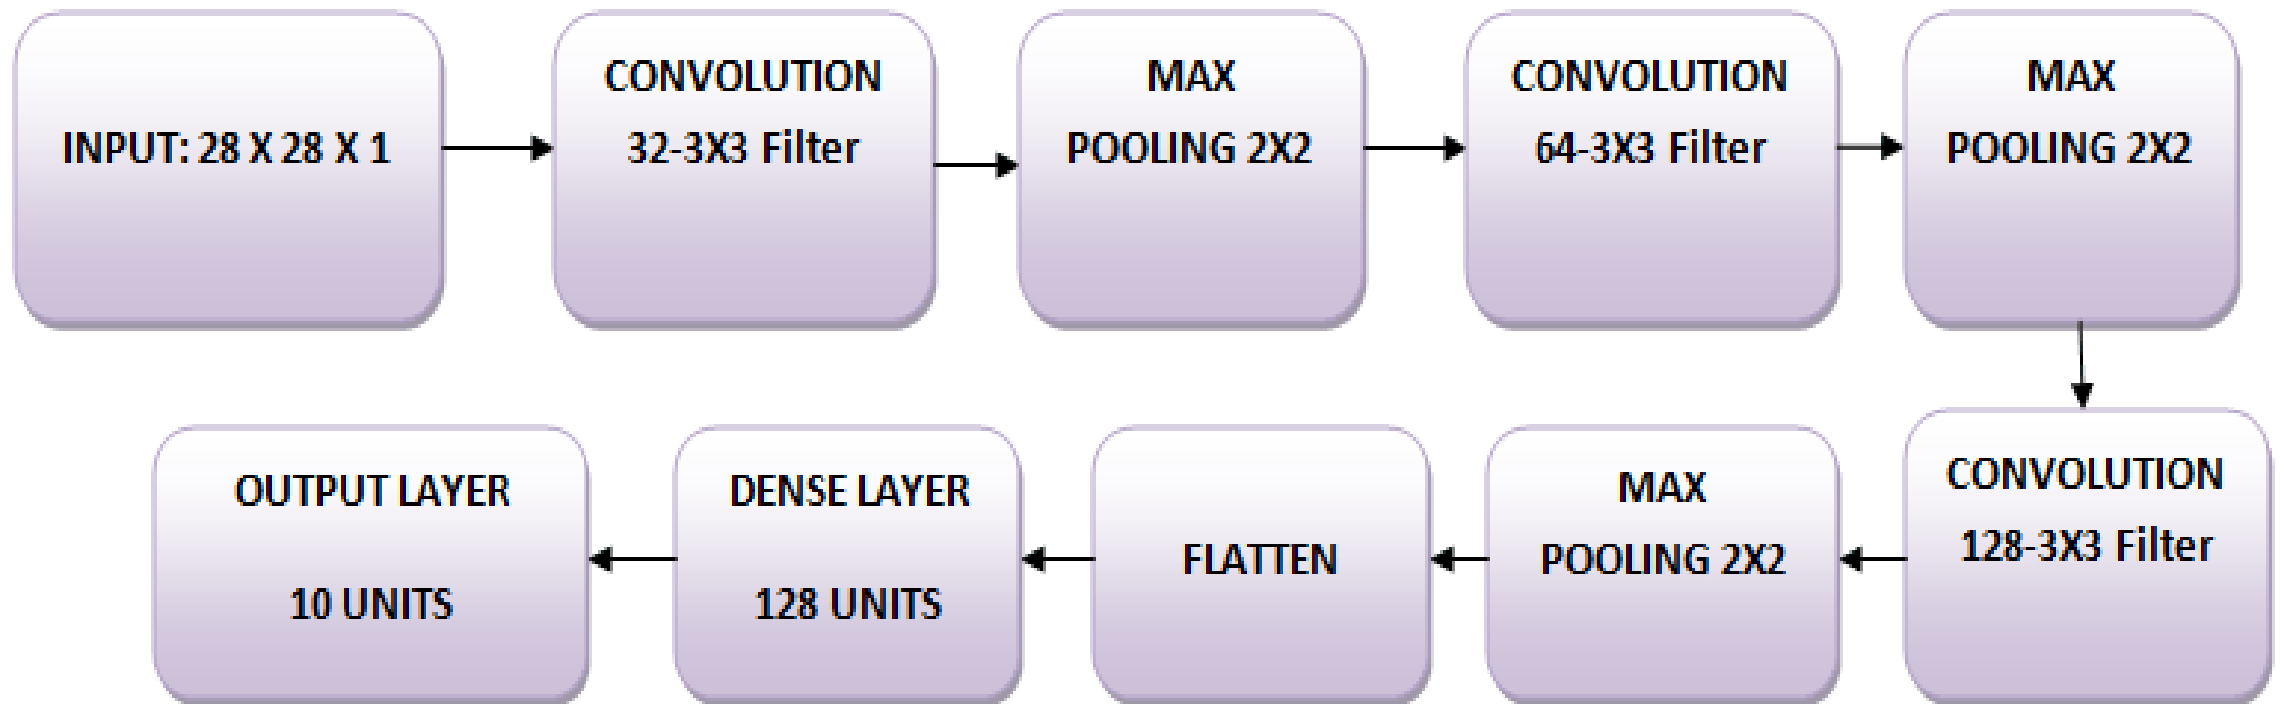 INPUT: 28 X 28 X 1
CONVOLUTION
32-3X3 Filter
MAX
POOLING 2X2
CONVOLUTION
64-3X3 Filter
MAX
POOLING 2X2
CONVOLUTION
128-3X3 Filter
MAX
POOLING 2X2
FLATTEN
DENSE LAYER
128 UNITS
OUTPUT LAYER
10 UNITS